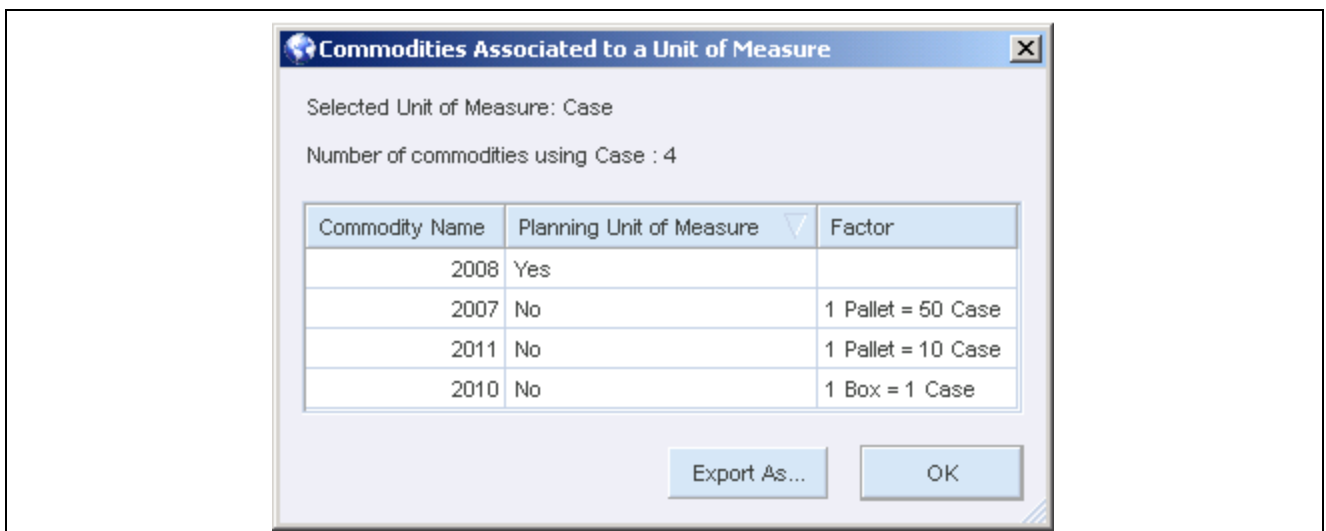 Commodities Associated to a Unit of Measure
Selected Unit of Measure: Case
Number of commodities using Case : 4
Commodity Name Planning Unit of Measure Factor
2008 Yes
2007 No 1 Pallet = 50 Case
2011 No 1 Pallet = 10 Case
2010 No 1 Box = 1 Case
Export As... OK